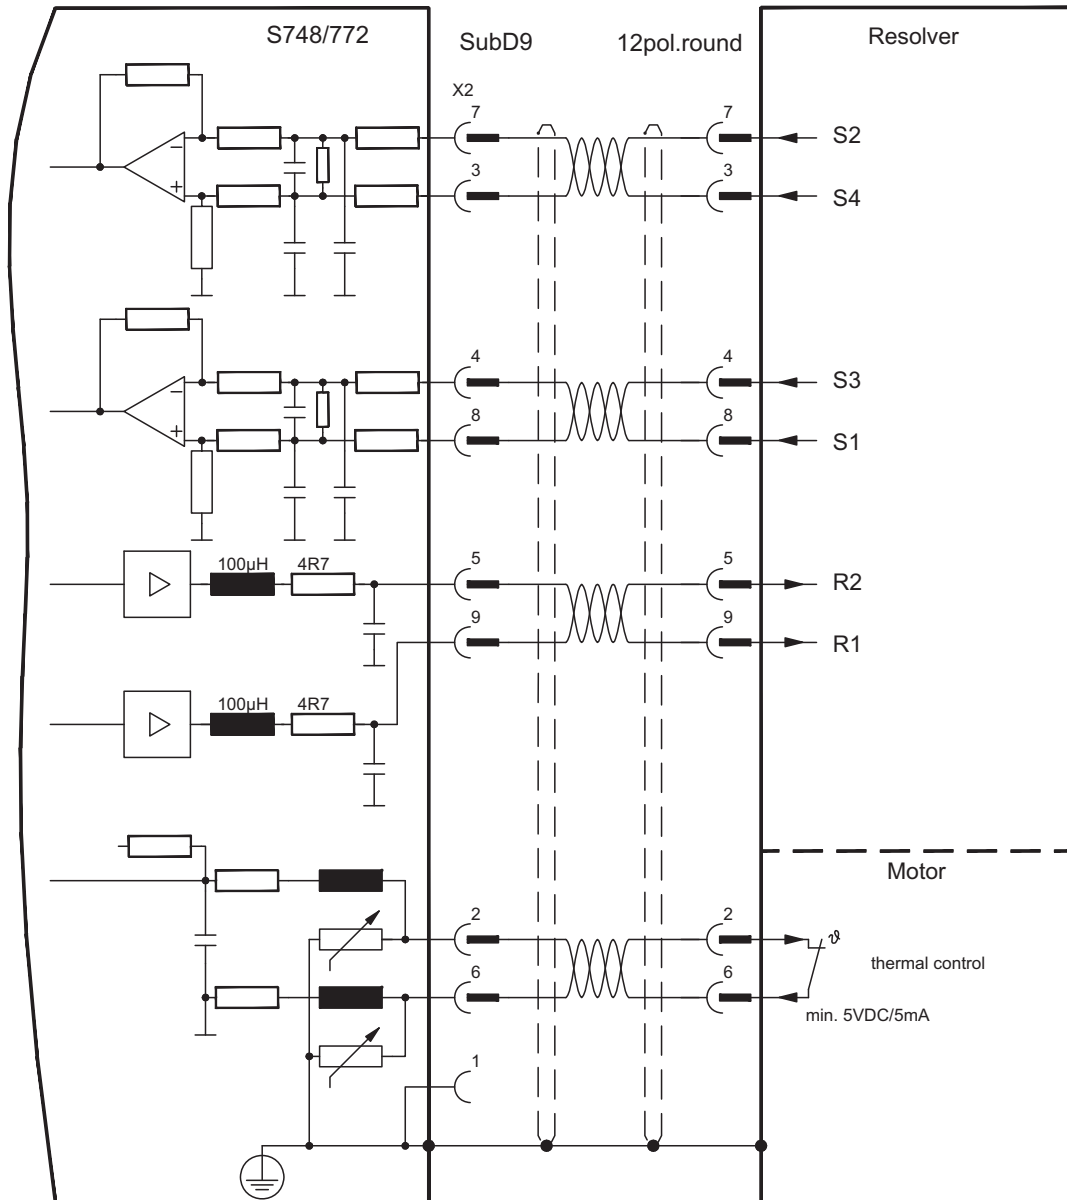 S748/772
SubD9
12pol.round
Resolver
X2
7
7
S2
3
3
S4
4
4
S3
8
8
S1
5
5
R2
100µH
4R7
9
9
R1
100µH
4R7
Motor
2
2
ϑ
thermal control
6
6
min. 5VDC/5mA
1